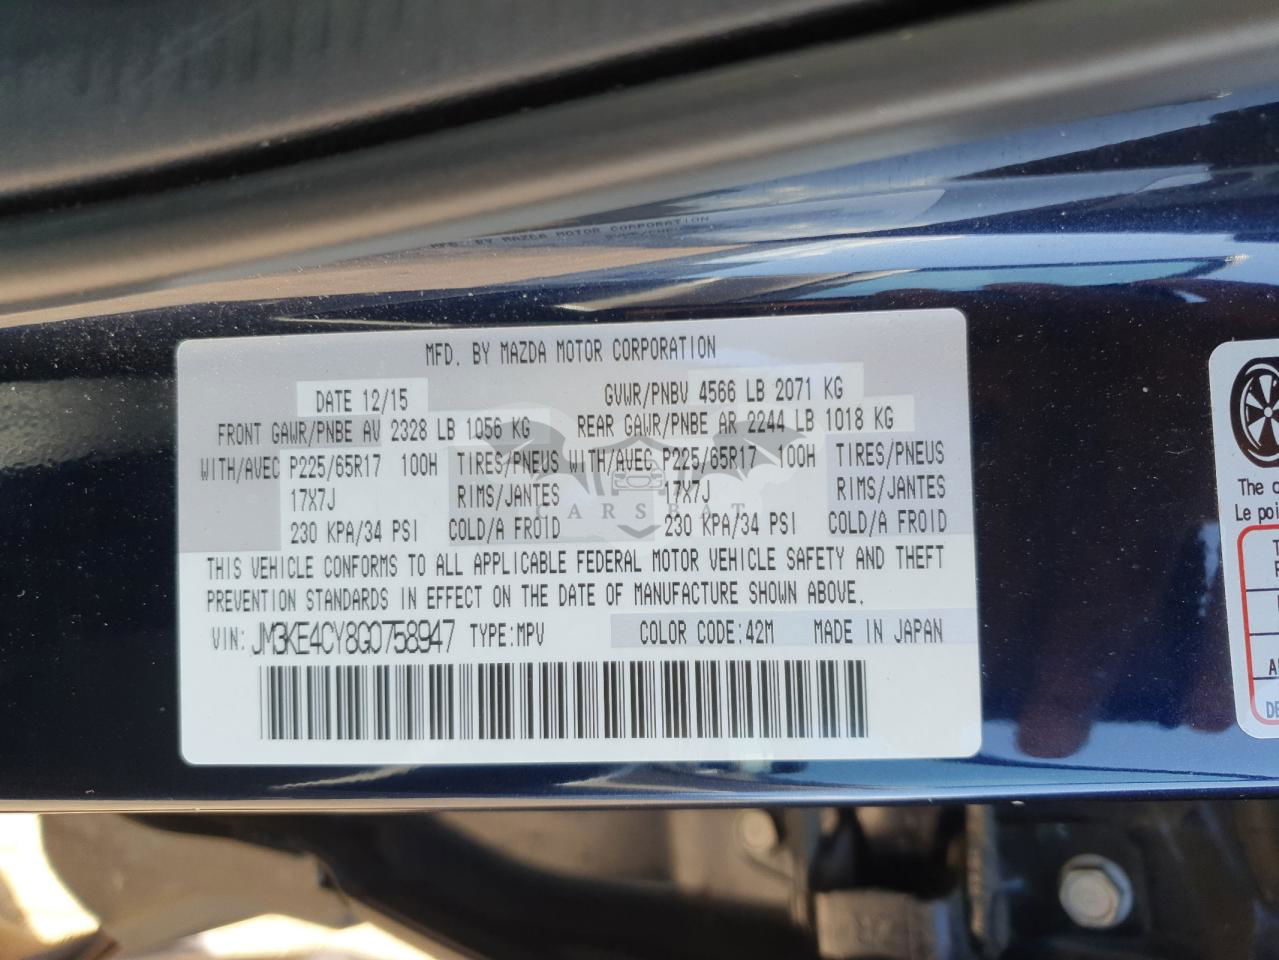 MFD. BY MAZDA MOTOR CORPORATION
DATE 12/15 GVWR/PNBV 4566 LB 2071 KG
FRONT GAWR/PNBE AV 2328 LB 1056 KG REAR GAWR/PNBE AR 2244 LB 1018 KG
WITH/AVEC P225/65R17 100H TIRES/PNEUS WITH/AVEC P225/65R17 100H TIRES/PNEUS
17X7J RIMS/JANTES 17X7J RIMS/JANTES
230 KPA/34 PSI COLD/A FROID 230 KPA/34 PSI COLD/A FROID
THIS VEHICLE CONFORMS TO ALL APPLICABLE FEDERAL MOTOR VEHICLE SAFETY AND THEFT
PREVENTION STANDARDS IN EFFECT ON THE DATE OF MANUFACTURE SHOWN ABOVE.
VIN: JM3KE4CY8G0758947 TYPE:MPV COLOR CODE:42M MADE IN JAPAN
CARSBAT
The
Le